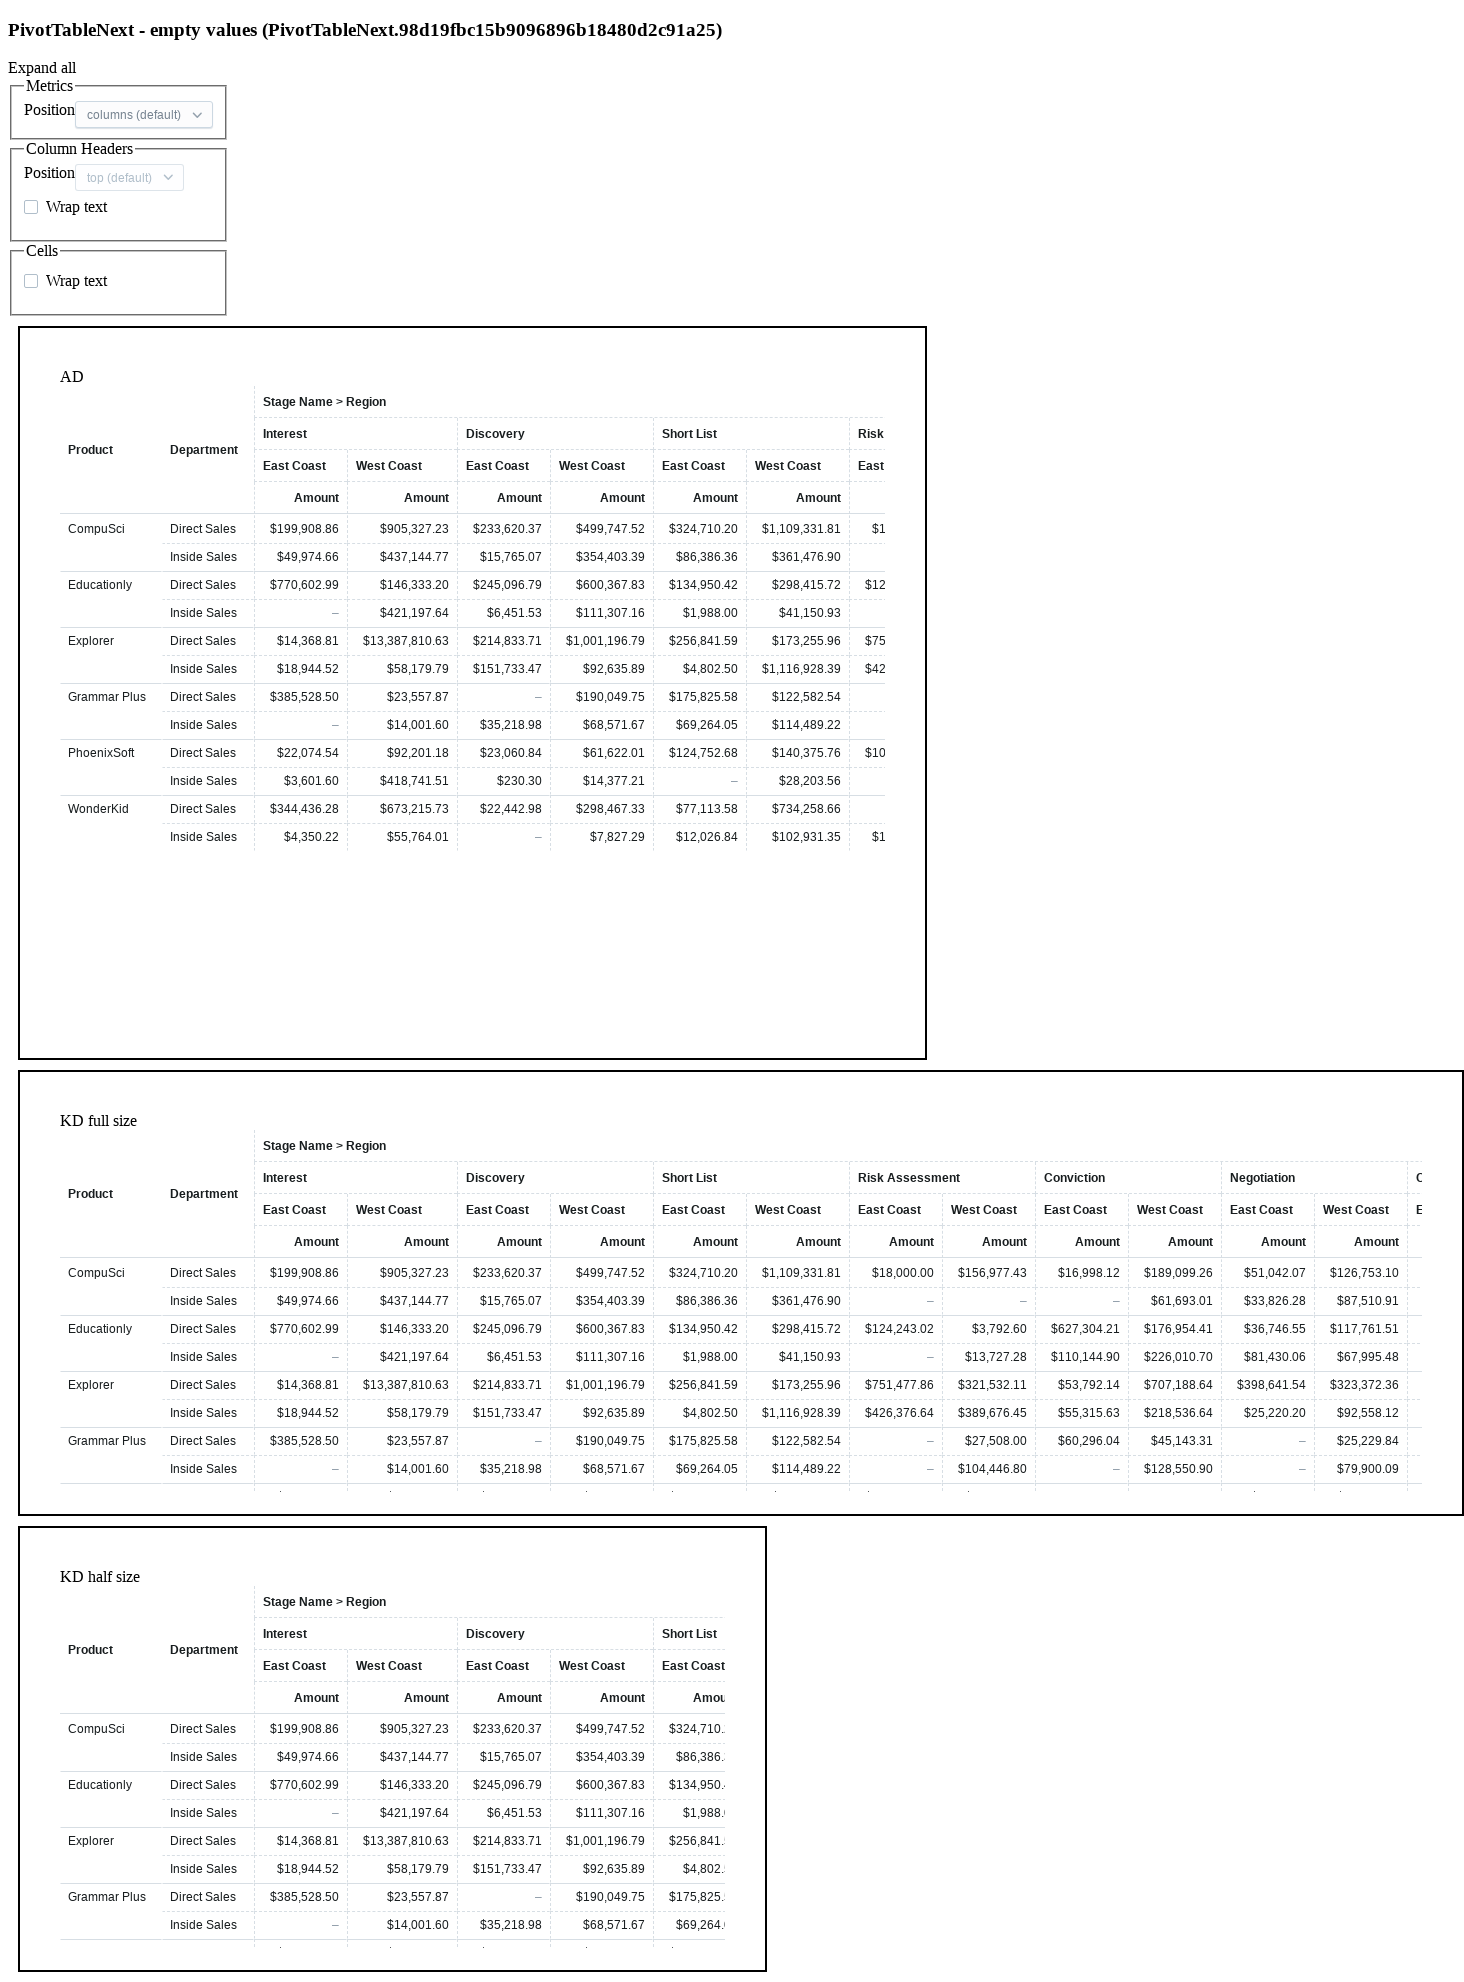 PivotTableNext - empty values (PivotTableNext.98d19fbc15b9096896b18480d2c91a25)
Expand all
Metrics
Position columns (default)
Column Headers
Position top (default)
Wrap text
Cells
Wrap text
AD
Stage Name > Region
Interest Discovery Short List Risk
Product Department
East Coast West Coast East Coast West Coast East Coast West Coast East
Amount Amount Amount Amount Amount Amount
CompuSci Direct Sales $199,908.86 $905,327.23 $233,620.37 $499,747.52 $324,710.20 $1,109,331.81 $1
Inside Sales $49,974.66 $437,144.77 $15,765.07 $354,403.39 $86,386.36 $361,476.90
Educationly Direct Sales $770,602.99 $146,333.20 $245,096.79 $600,367.83 $134,950.42 $298,415.72 $12
Inside Sales – $421,197.64 $6,451.53 $111,307.16 $1,988.00 $41,150.93
Explorer Direct Sales $14,368.81 $13,387,810.63 $214,833.71 $1,001,196.79 $256,841.59 $173,255.96 $75
Inside Sales $18,944.52 $58,179.79 $151,733.47 $92,635.89 $4,802.50 $1,116,928.39 $42
Grammar Plus Direct Sales $385,528.50 $23,557.87 – $190,049.75 $175,825.58 $122,582.54
Inside Sales – $14,001.60 $35,218.98 $68,571.67 $69,264.05 $114,489.22
PhoenixSoft Direct Sales $22,074.54 $92,201.18 $23,060.84 $61,622.01 $124,752.68 $140,375.76 $10
Inside Sales $3,601.60 $418,741.51 $230.30 $14,377.21 – $28,203.56
WonderKid Direct Sales $344,436.28 $673,215.73 $22,442.98 $298,467.33 $77,113.58 $734,258.66
Inside Sales $4,350.22 $55,764.01 – $7,827.29 $12,026.84 $102,931.35 $1
KD full size
Stage Name > Region
Interest Discovery Short List Risk Assessment Conviction Negotiation
Product Department
East Coast West Coast East Coast West Coast East Coast West Coast East Coast West Coast East Coast West Coast East Coast West Coast
Amount Amount Amount Amount Amount Amount Amount Amount Amount Amount Amount Amount
CompuSci Direct Sales $199,908.86 $905,327.23 $233,620.37 $499,747.52 $324,710.20 $1,109,331.81 $18,000.00 $156,977.43 $16,998.12 $189,099.26 $51,042.07 $126,753.10
Inside Sales $49,974.66 $437,144.77 $15,765.07 $354,403.39 $86,386.36 $361,476.90 – – – $61,693.01 $33,826.28 $87,510.91
Educationly Direct Sales $770,602.99 $146,333.20 $245,096.79 $600,367.83 $134,950.42 $298,415.72 $124,243.02 $3,792.60 $627,304.21 $176,954.41 $36,746.55 $117,761.51
Inside Sales – $421,197.64 $6,451.53 $111,307.16 $1,988.00 $41,150.93 – $13,727.28 $110,144.90 $226,010.70 $81,430.06 $67,995.48
Explorer Direct Sales $14,368.81 $13,387,810.63 $214,833.71 $1,001,196.79 $256,841.59 $173,255.96 $751,477.86 $321,532.11 $53,792.14 $707,188.64 $398,641.54 $323,372.36
Inside Sales $18,944.52 $58,179.79 $151,733.47 $92,635.89 $4,802.50 $1,116,928.39 $426,376.64 $389,676.45 $55,315.63 $218,536.64 $25,220.20 $92,558.12
Grammar Plus Direct Sales $385,528.50 $23,557.87 – $190,049.75 $175,825.58 $122,582.54 – $27,508.00 $60,296.04 $45,143.31 – $25,229.84
Inside Sales – $14,001.60 $35,218.98 $68,571.67 $69,264.05 $114,489.22 – $104,446.80 – $128,550.90 – $79,900.09
KD half size
Stage Name > Region
Interest Discovery Short List
Product Department
East Coast West Coast East Coast West Coast East Coast
Amount Amount Amount Amount Amou
CompuSci Direct Sales $199,908.86 $905,327.23 $233,620.37 $499,747.52 $324,710.
Inside Sales $49,974.66 $437,144.77 $15,765.07 $354,403.39 $86,386.
Educationly Direct Sales $770,602.99 $146,333.20 $245,096.79 $600,367.83 $134,950.
Inside Sales – $421,197.64 $6,451.53 $111,307.16 $1,988.
Explorer Direct Sales $14,368.81 $13,387,810.63 $214,833.71 $1,001,196.79 $256,841.
Inside Sales $18,944.52 $58,179.79 $151,733.47 $92,635.89 $4,802.
Grammar Plus Direct Sales $385,528.50 $23,557.87 – $190,049.75 $175,825.
Inside Sales – $14,001.60 $35,218.98 $68,571.67 $69,264.